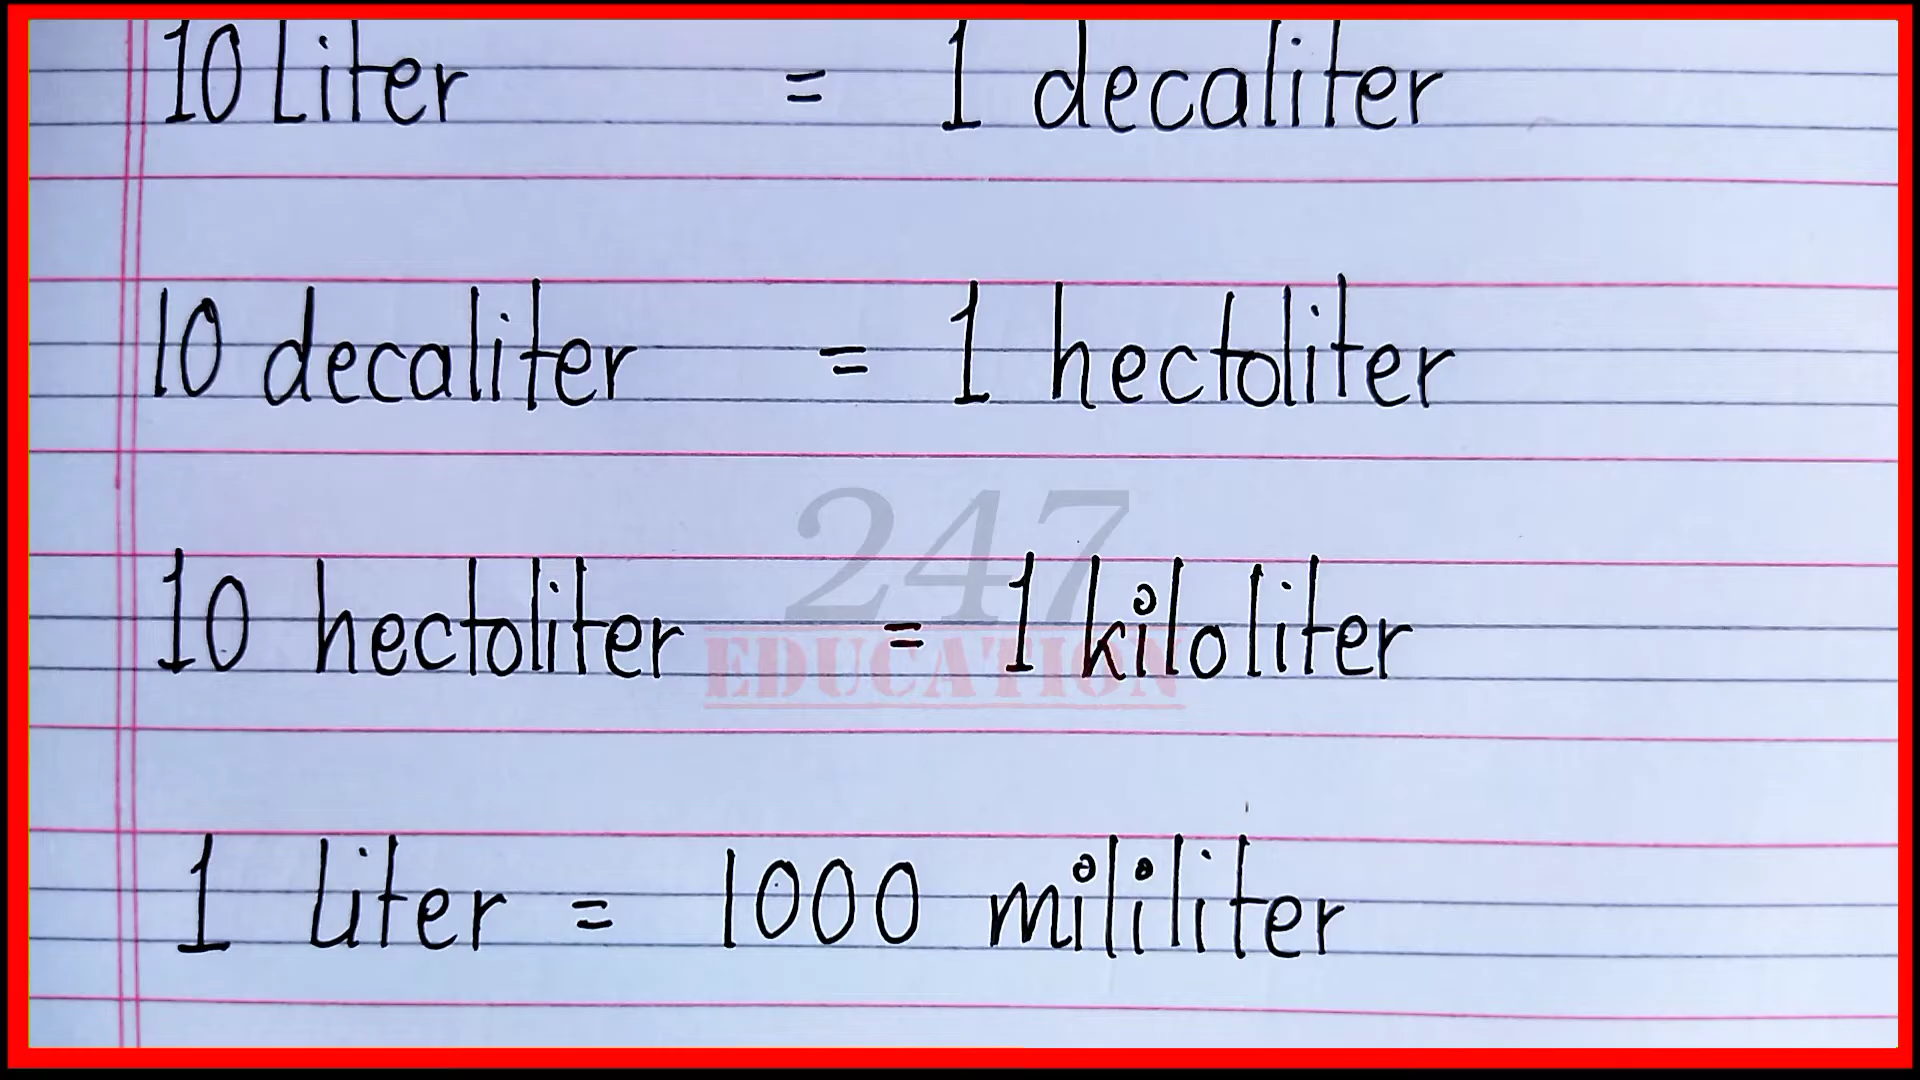 10 Liter = 1 decaliter
10 decaliter = 1 hectoliter
247
10 hectoliter = 1 kiloliter
EDUCATION
1 liter = 1000 mililiter